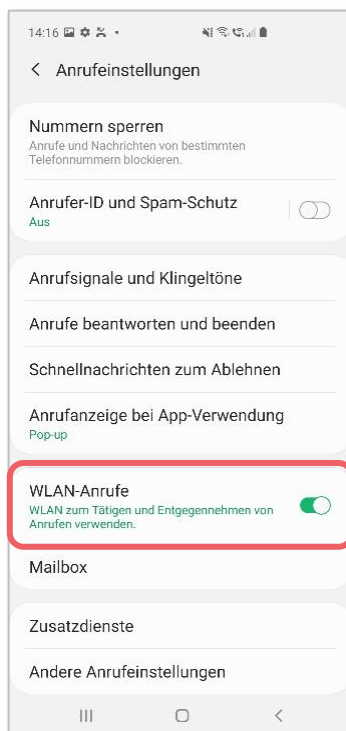 14:16
Anrufeinstellungen
Nummern sperren
Anrufe und Nachrichten von bestimmten
Telefonnummern blockieren.
Anrufer-ID und Spam-Schutz
Aus
Anrufsignale und Klingeltöne
Anrufe beantworten und beenden
Schnellnachrichten zum Ablehnen
Anrufanzeige bei App-Verwendung
Pop-up
WLAN-Anrufe
WLAN zum Tätigen und Entgegennehmen von
Anrufen verwenden.
Mailbox
Zusatzdienste
Andere Anrufeinstellungen